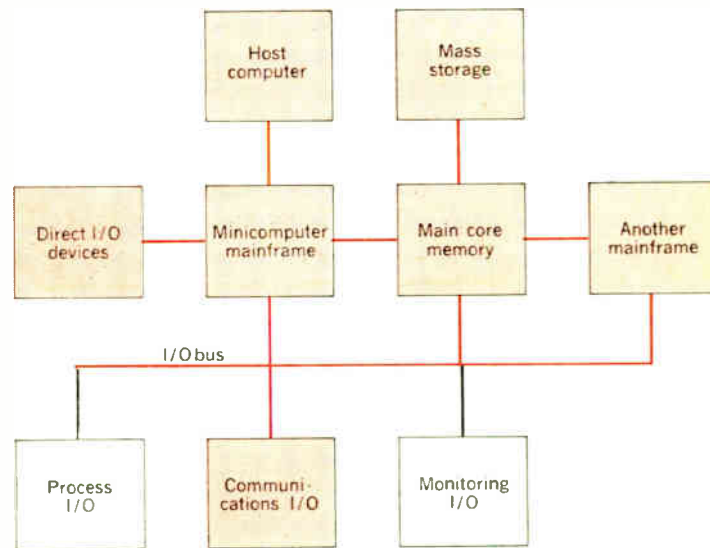 Host
computer
Mass
storage
Direct I/O
devices
Minicomputer
mainframe
Main core
memory
Another
mainframe
I/O bus
Process
I/O
Communi-
cations I/O
Monitoring
I/O